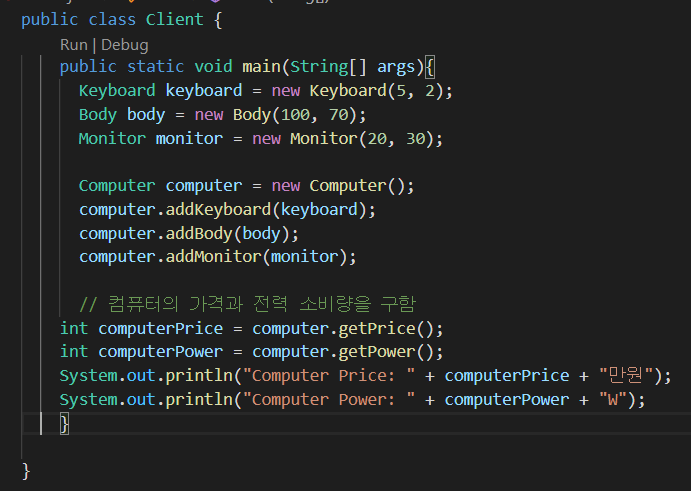 public class Client {
Run | Debug
public static void main(String[] args){
Keyboard keyboard = new Keyboard(5, 2);
Body body = new Body(100, 70);
Monitor monitor = new Monitor(20, 30);
Computer computer = new Computer();
computer.addKeyboard(keyboard);
computer.addBody(body);
computer.addMonitor(monitor);
// 컴퓨터의 가격과 전력 소비량을 구함
int computerPrice = computer.getPrice();
int computerPower = computer.getPower();
System.out.println("Computer Price: " + computerPrice + "만원");
System.out.println("Computer Power: " + computerPower + "W");
}
}